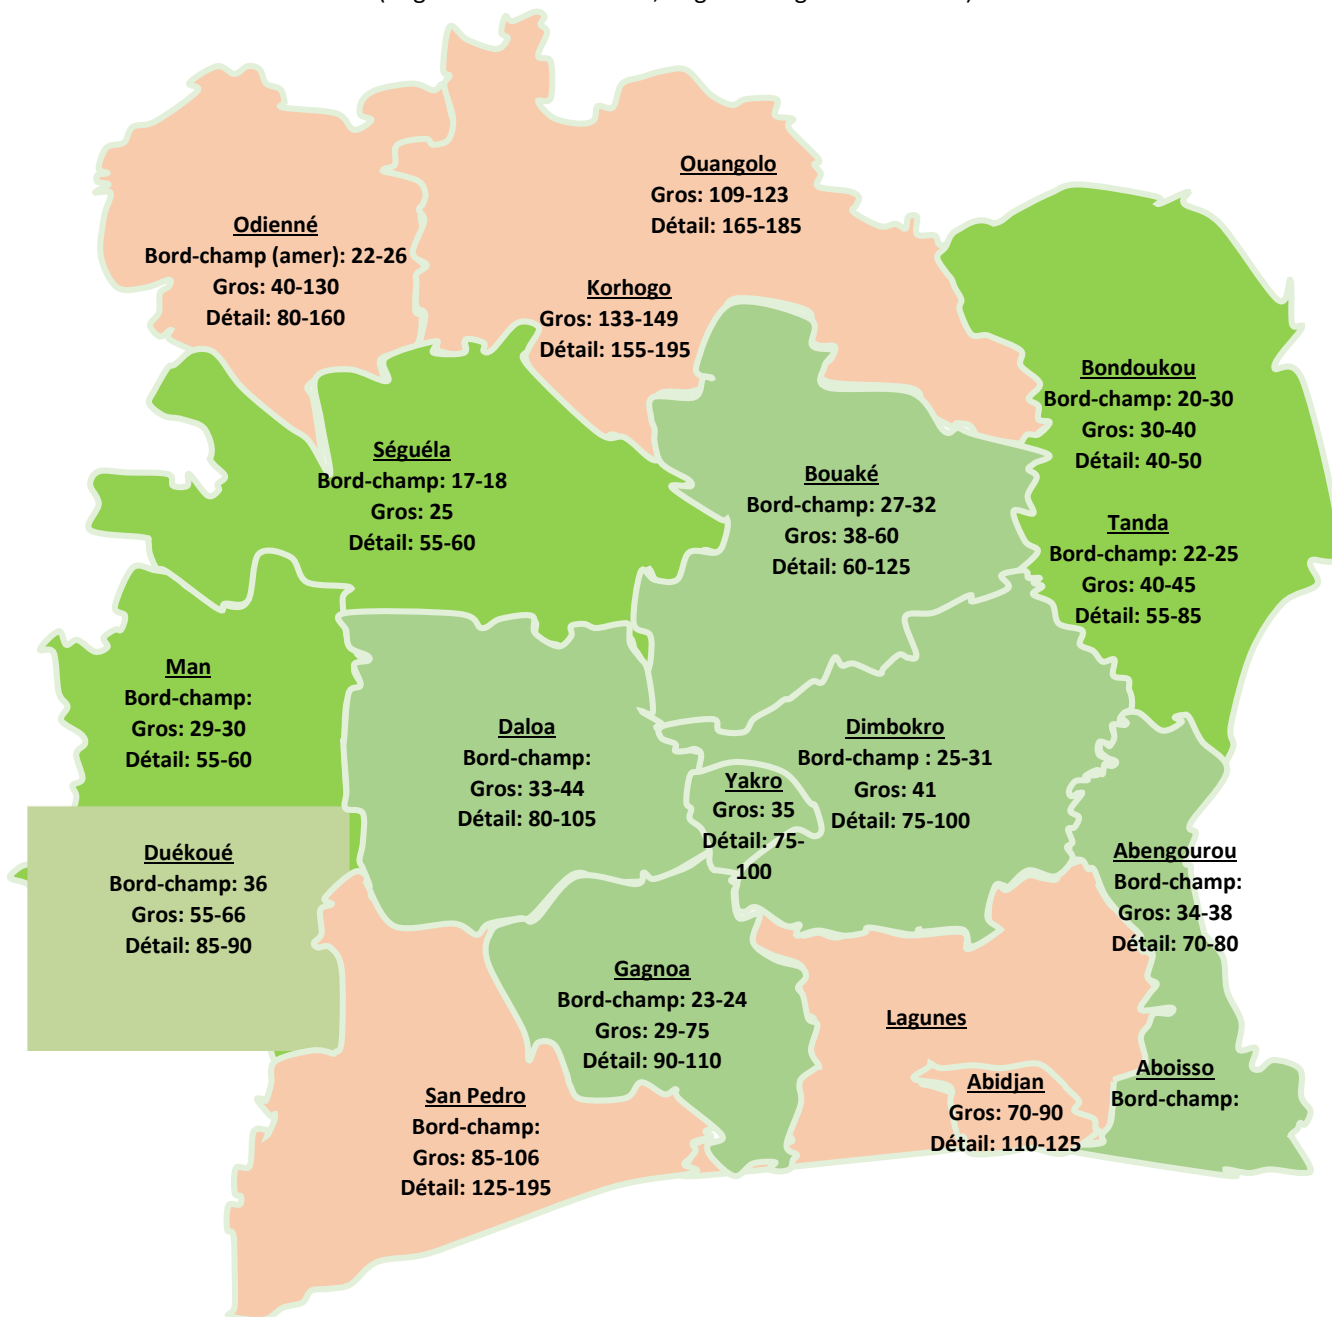 Ouangolo
Gros: 109-123
Détail: 165-185
Odienné
Bord-champ (amer): 22-26
Gros: 40-130
Détail: 80-160
Korhogo
Gros: 133-149
Détail: 155-195
Bondoukou
Bord-champ: 20-30
Gros: 30-40
Détail: 40-50
Séguéla
Bord-champ: 17-18
Gros: 25
Détail: 55-60
Bouaké
Bord-champ: 27-32
Gros: 38-60
Détail: 60-125
Tanda
Bord-champ: 22-25
Gros: 40-45
Détail: 55-85
Man
Bord-champ:
Gros: 29-30
Détail: 55-60
Daloa
Bord-champ:
Gros: 33-44
Détail: 80-105
Yakro
Gros: 35
Détail: 75-
100
Dimbokro
Bord-champ : 25-31
Gros: 41
Détail: 75-100
Duékoué
Bord-champ: 36
Gros: 55-66
Détail: 85-90
Abengourou
Bord-champ:
Gros: 34-38
Détail: 70-80
Gagnoa
Bord-champ: 23-24
Gros: 29-75
Détail: 90-110
Lagunes
Abidjan
Gros: 70-90
Détail: 110-125
Aboisso
Bord-champ:
San Pedro
Bord-champ:
Gros: 85-106
Détail: 125-195